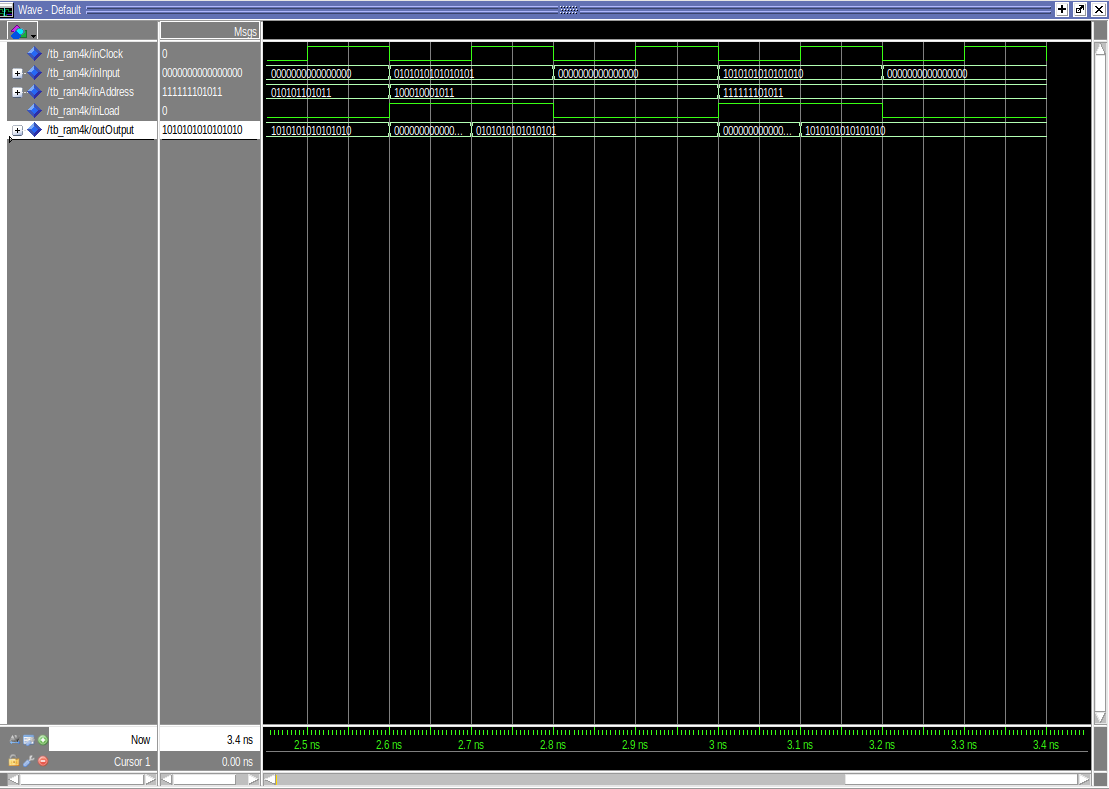 Wave - Default
Msgs
/tb_ram4k/inClock 0
/tb_ram4k/inInput 0000000000000000 0000000000000000 0101010101010101 0000000000000000 1010101010101010 0000000000000000
/tb_ram4k/inAddress 111111101011 010101101011 100010001011 111111101011
/tb_ram4k/inLoad 0
/tb_ram4k/outOutput 1010101010101010 1010101010101010 000000000000... 0101010101010101 000000000000... 1010101010101010
Now 3.4 ns 2.5 ns 2.6 ns 2.7 ns 2.8 ns 2.9 ns 3 ns 3.1 ns 3.2 ns 3.3 ns 3.4 ns
Cursor 1 0.00 ns